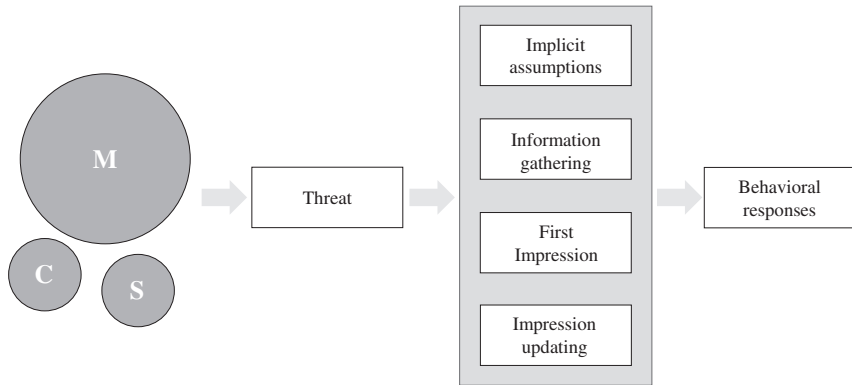 M
C
S
Threat
Implicit
assumptions
Information
gathering
First
Impression
Impression
updating
Behavioral
responses